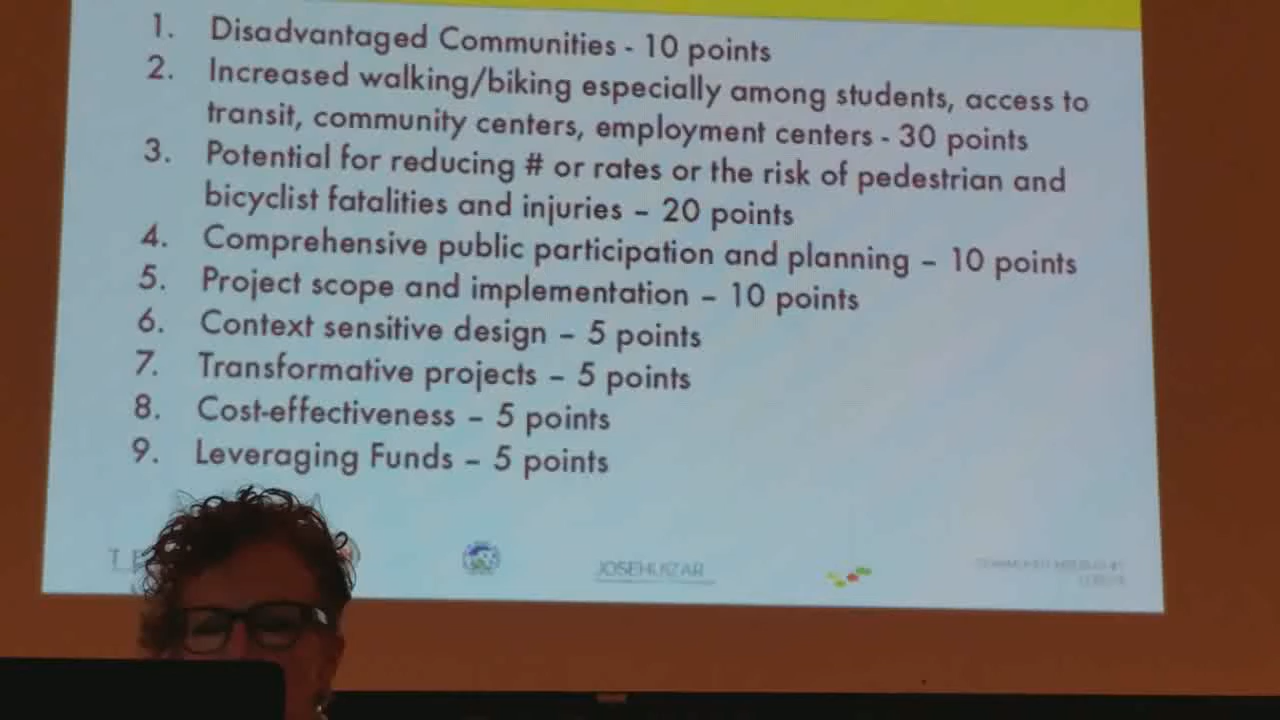 1. Disadvantaged Communities - 10 points
2. Increased walking/biking especially among students, access to
transit, community centers, employment centers - 30 points
3. Potential for reducing # or rates or the risk of pedestrian and
bicyclist fatalities and injuries – 20 points
4. Comprehensive public participation and planning – 10 points
5. Project scope and implementation – 10 points
6. Context sensitive design – 5 points
7. Transformative projects – 5 points
8. Cost-effectiveness – 5 points
9. Leveraging Funds – 5 points
JOSEHUIZAR